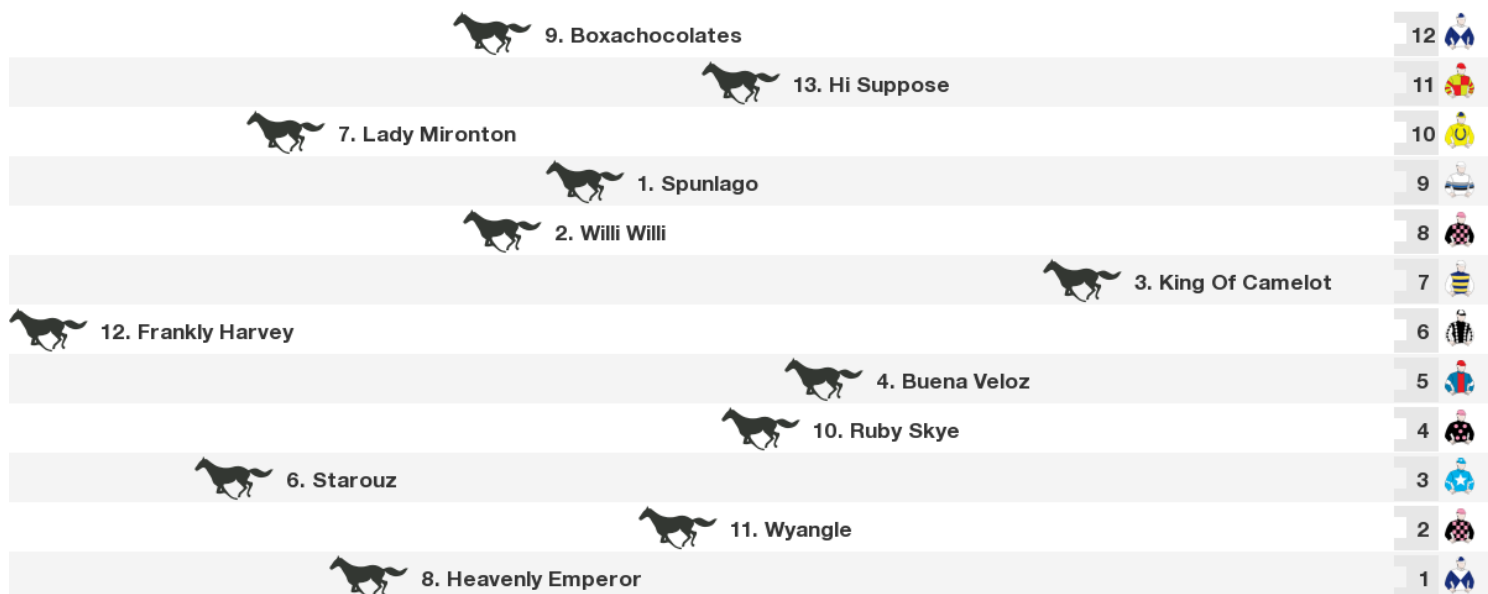 9. Boxachocolates 12
13. Hi Suppose 11
7. Lady Mironton 10
1. Spunlago 9
2. Willi Willi 8
3. King Of Camelot 7
12. Frankly Harvey 6
4. Buena Veloz 5
10. Ruby Skye 4
6. Starouz 3
11. Wyangle 2
8. Heavenly Emperor 1